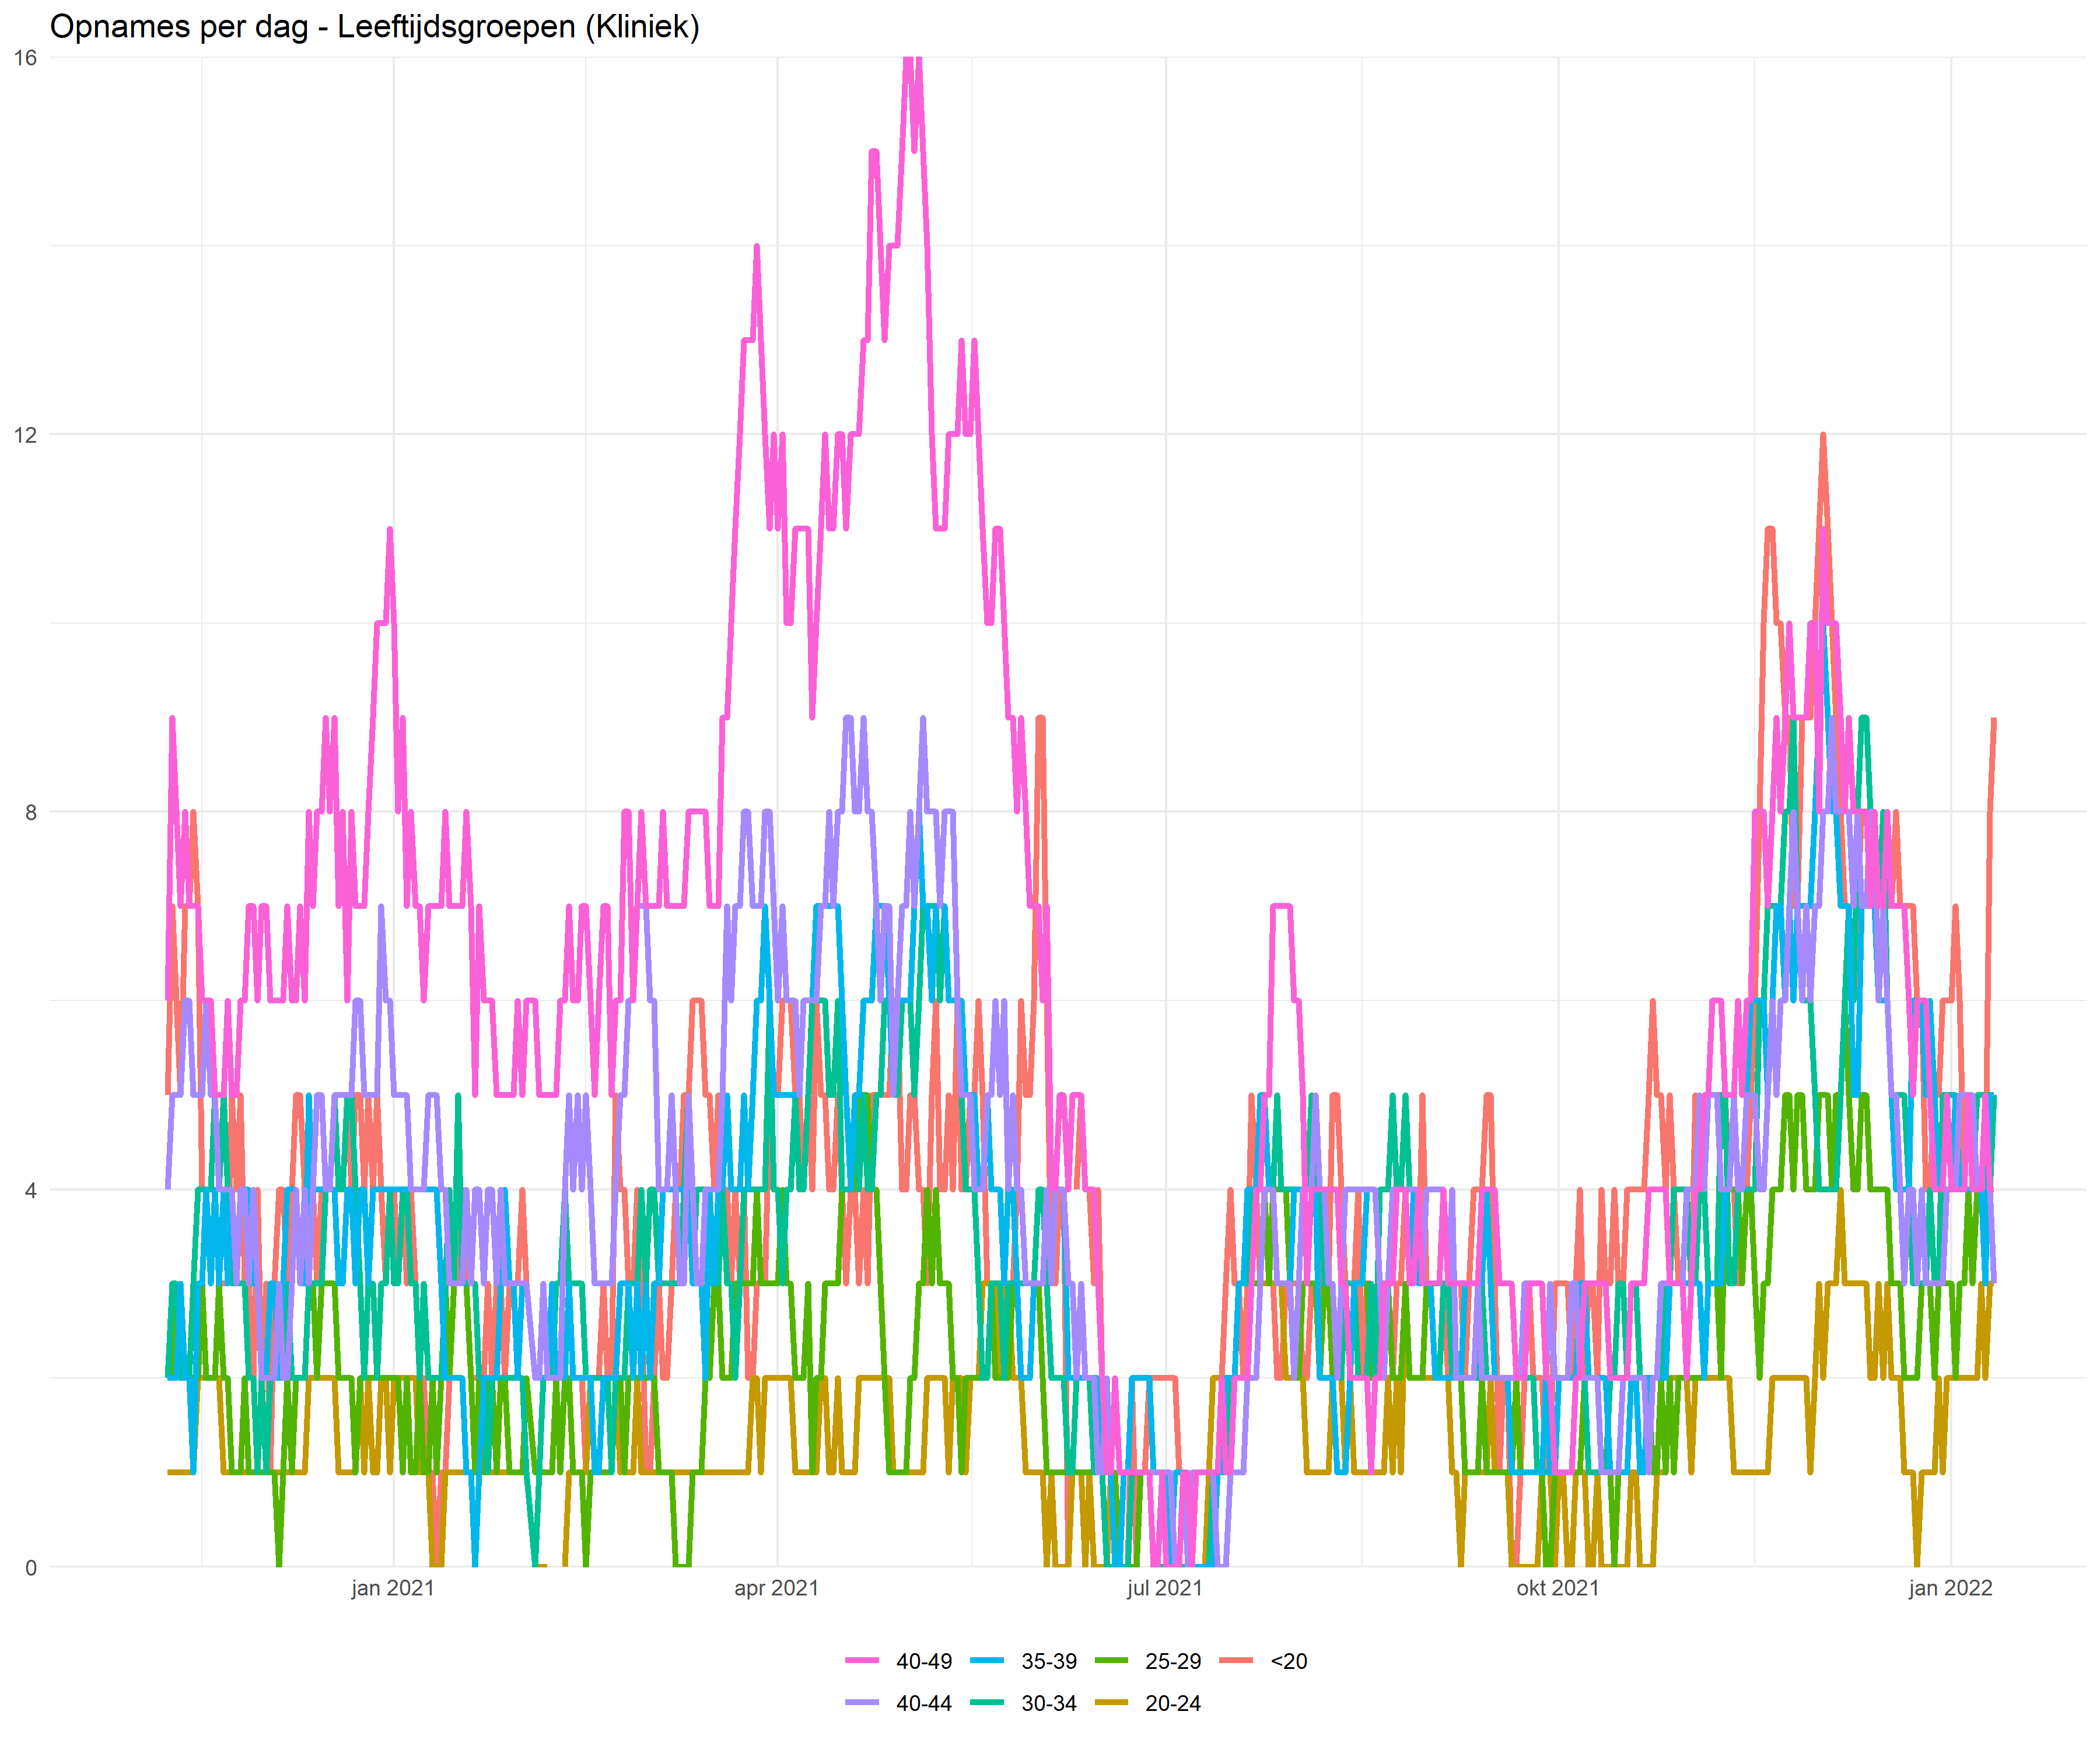 Opnames per dag - Leeftijdsgroepen (Kliniek)
16
12
8
4
0
jan 2021 apr 2021 jul 2021 okt 2021 jan 2022
40-49 35-39 25-29 <20
40-44 30-34 20-24